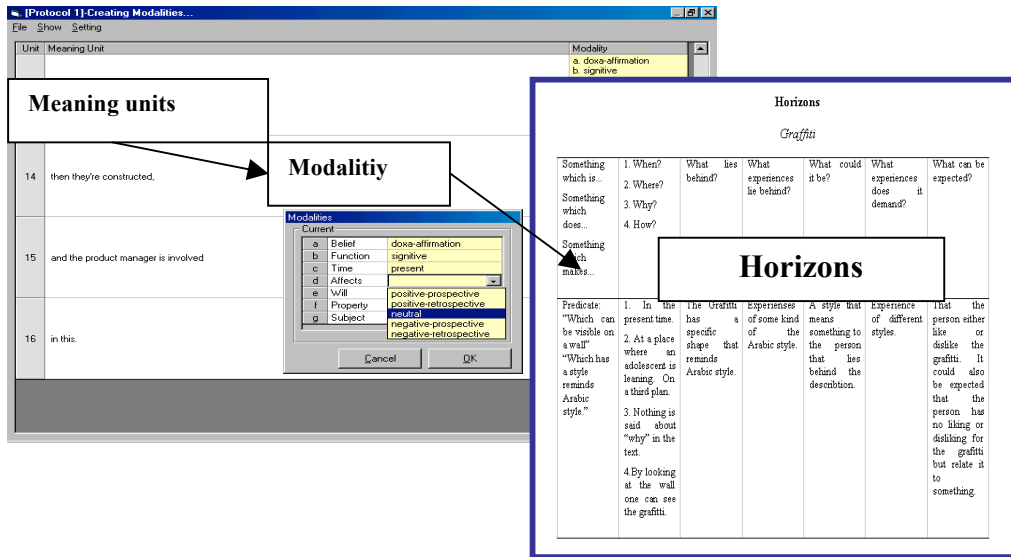 [Protocol 1]-Creating Modalities...
File Show Setting
Unit Meaning Unit Modality
a. doxa-affirmation
b. signitive
Meaning units
14 then they're constructed,
Modalitiy
15 and the product manager is involved
16 in this.
Modalities
Current
a Belief doxa-affirmation
b Function signitive
c Time present
d Affects
e Will
f Property
g Subject
positive-prospective
positive-retrospective
neutral
negative-prospective
negative-retrospective
Cancel OK
Horizons
Graffiti
Something
which is...
Something
which
does...
Something
which
makes...
1. When?
2. Where?
3. Why?
4. How?
What lies
behind?
What
experiences
lie behind?
What could
it be?
What
experiences
does it
demand?
What can be
expected?
Horizons
Predicate:
"Which can
be visible on
a wall"
"Which has
a style
reminds
Arabic
style."
1. In the
present time.
2. At a place
where an
adolescent is
leaning. On
a third plan.
3. Nothing is
said about
"why" in the
text.
4.By looking
at the wall
one can see
the grafitti.
The Grafitti
has a
specific
shape that
reminds
Arabic style.
Experienses
of some kind
of the
Arabic style.
A style that
means
something to
the person
that lies
behind the
describtion.
Experience
of different
styles.
That the
person either
like or
dislike the
grafitti. It
could also
be expected
that the
person has
no liking or
disliking for
the grafitti
but relate it
to
something.